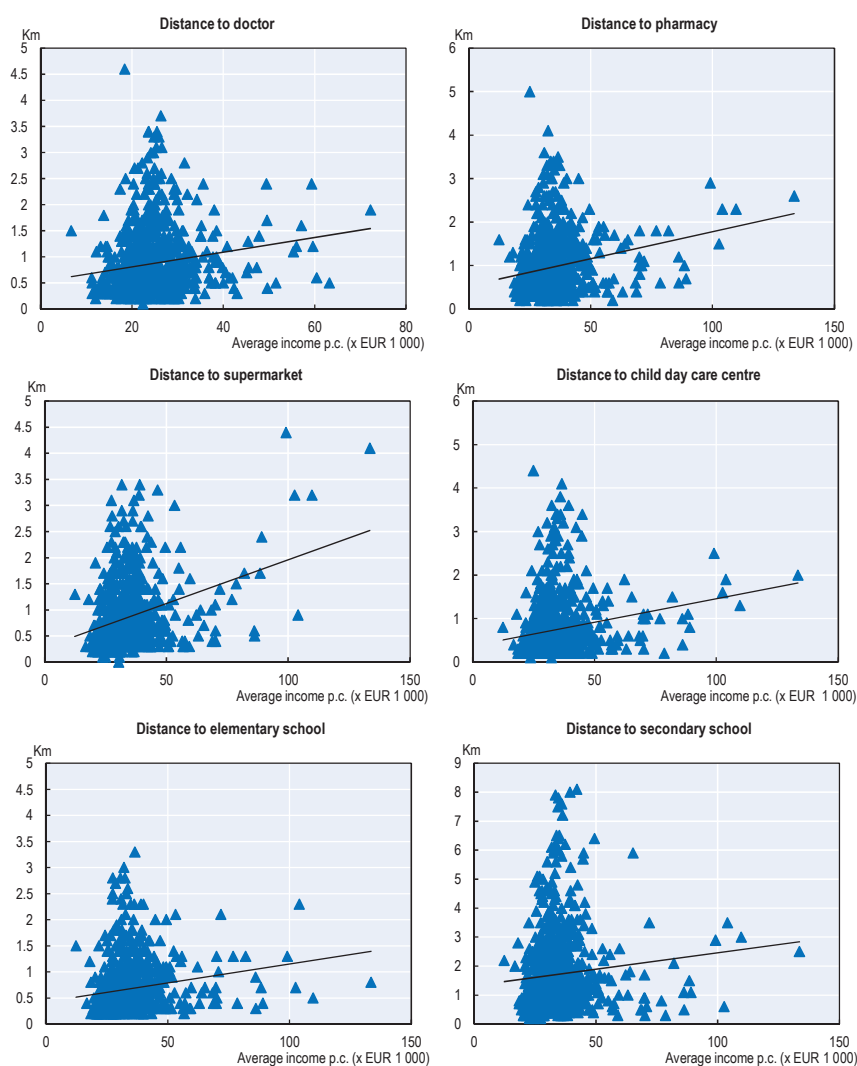 Distance to doctor
Km
5
4.5
4
3.5
3
2.5
2
1.5
1
0.5
0
0 20 40 60 80
Average income p.c. (x EUR 1 000)
Distance to pharmacy
Km
6
5
4
3
2
1
0
0 50 100 150
Average income p.c. (x EUR 1 000)
Distance to supermarket
Km
5
4.5
4
3.5
3
2.5
2
1.5
1
0.5
0
0 50 100 150
Average income p.c. (x EUR 1 000)
Distance to child day care centre
Km
6
5
4
3
2
1
0
0 50 100 150
Average income p.c. (x EUR 1 000)
Distance to elementary school
Km
5
4.5
4
3.5
3
2.5
2
1.5
1
0.5
0
0 50 100 150
Average income p.c. (x EUR 1 000)
Distance to secondary school
Km
9
8
7
6
5
4
3
2
1
0
0 50 100 150
Average income p.c. (x EUR 1 000)